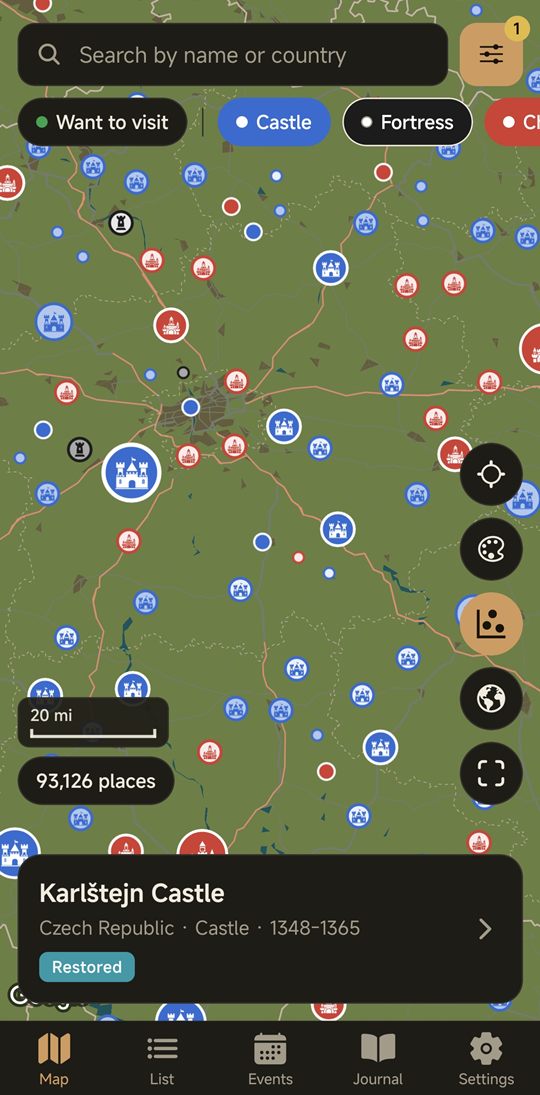 Search by name or country
1
Want to visit
Castle
Fortress
20 mi
93,126 places
Karlštejn Castle
Czech Republic · Castle · 1348-1365
Restored
Map
List
Events
Journal
Settings